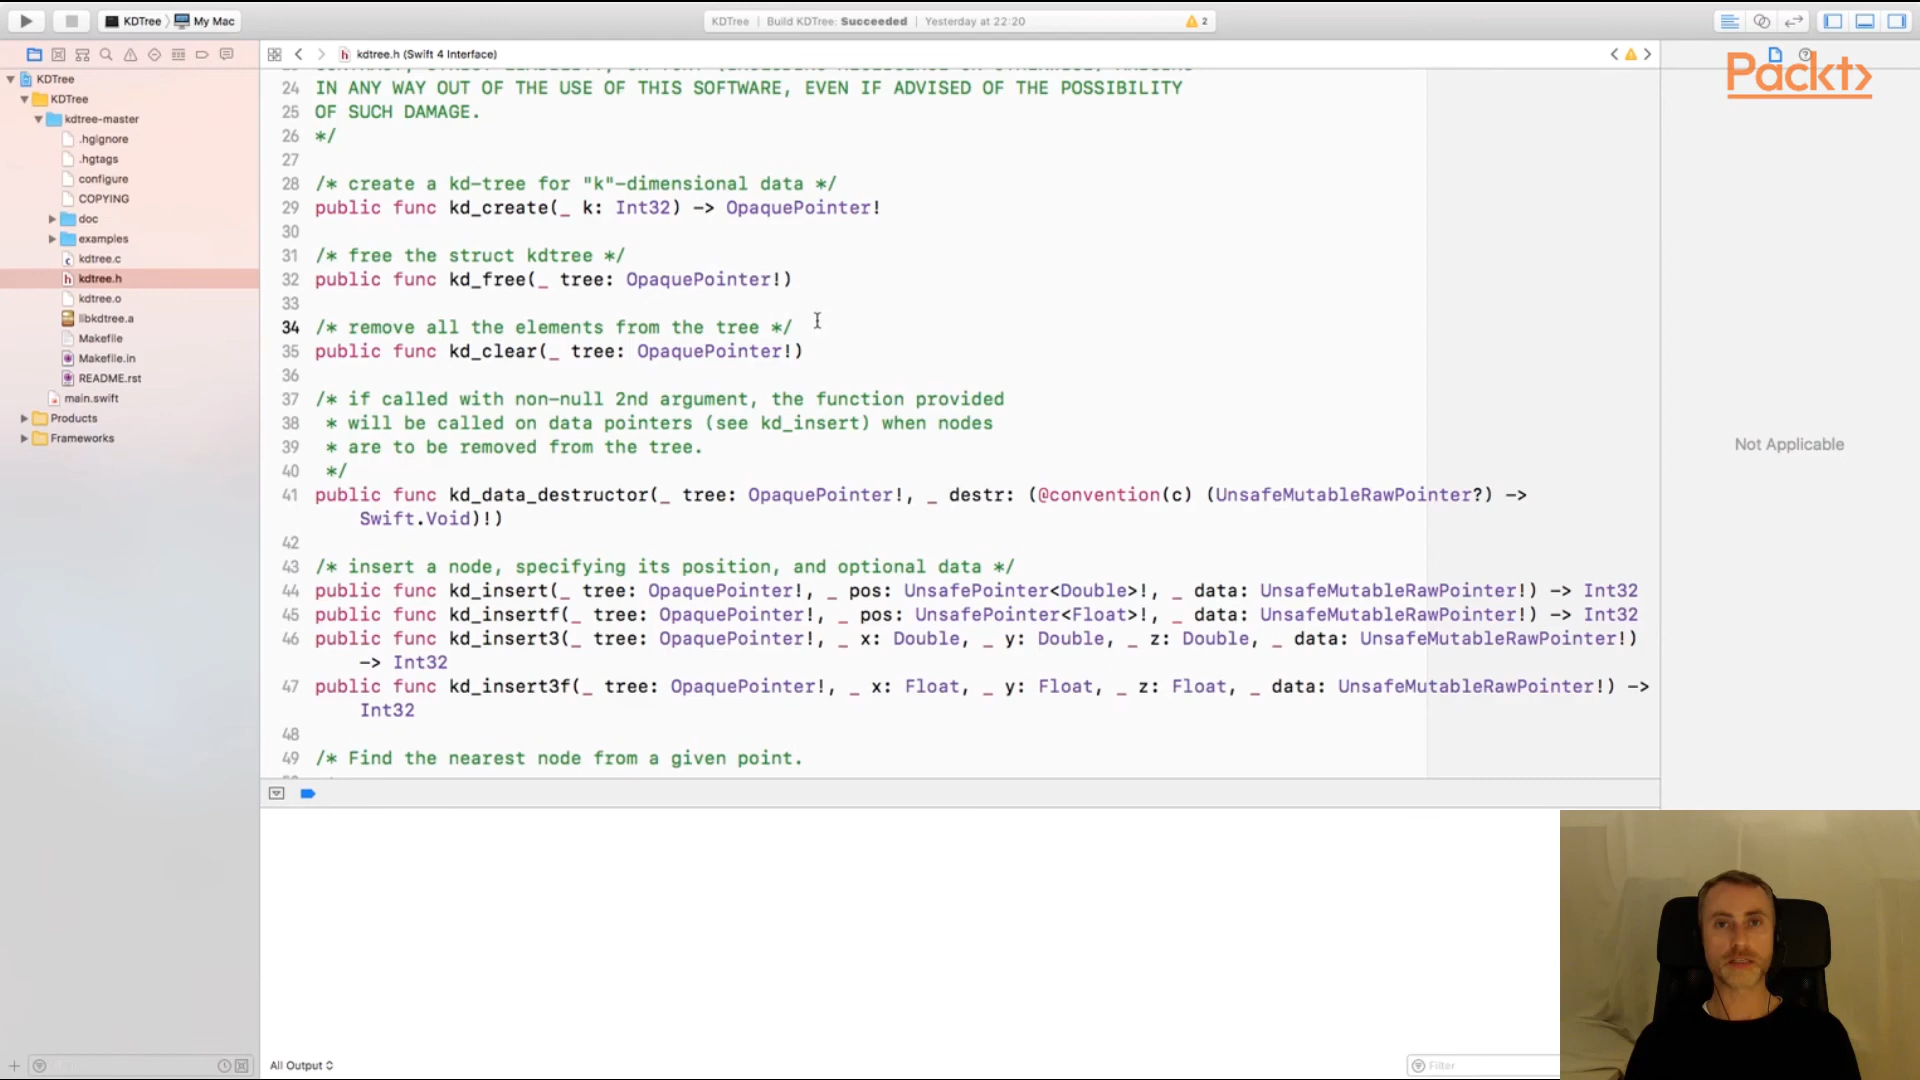 KDTree
My Mac
KDTree | Build KDTree: Succeeded | Yesterday at 22:20
2
kdtree.h (Swift 4 Interface)
Packt>
KDTree
KDTree
kdtree-master
.hgignore
.hgtags
configure
COPYING
doc
examples
kdtree.c
kdtree.h
kdtree.o
libkdtree.a
Makefile
Makefile.in
README.rst
main.swift
Products
Frameworks
24 IN ANY WAY OUT OF THE USE OF THIS SOFTWARE, EVEN IF ADVISED OF THE POSSIBILITY
25 OF SUCH DAMAGE.
26 */
27
28 /* create a kd-tree for "k"-dimensional data */
29 public func kd_create(_ k: Int32) -> OpaquePointer!
30
31 /* free the struct kdtree */
32 public func kd_free(_ tree: OpaquePointer!)
33
34 /* remove all the elements from the tree */
35 public func kd_clear(_ tree: OpaquePointer!)
36
37 /* if called with non-null 2nd argument, the function provided
38 * will be called on data pointers (see kd_insert) when nodes
39 * are to be removed from the tree.
40 */
41 public func kd_data_destructor(_ tree: OpaquePointer!, _ destr: (@convention(c) (UnsafeMutableRawPointer?) ->
Swift.Void)!)
42
43 /* insert a node, specifying its position, and optional data */
44 public func kd_insert(_ tree: OpaquePointer!, _ pos: UnsafePointer<Double>!, _ data: UnsafeMutableRawPointer!) -> Int32
45 public func kd_insertf(_ tree: OpaquePointer!, _ pos: UnsafePointer<Float>!, _ data: UnsafeMutableRawPointer!) -> Int32
46 public func kd_insert3(_ tree: OpaquePointer!, _ x: Double, _ y: Double, _ z: Double, _ data: UnsafeMutableRawPointer!)
-> Int32
47 public func kd_insert3f(_ tree: OpaquePointer!, _ x: Float, _ y: Float, _ z: Float, _ data: UnsafeMutableRawPointer!) ->
Int32
48
49 /* Find the nearest node from a given point.
Not Applicable
All Output
Filter